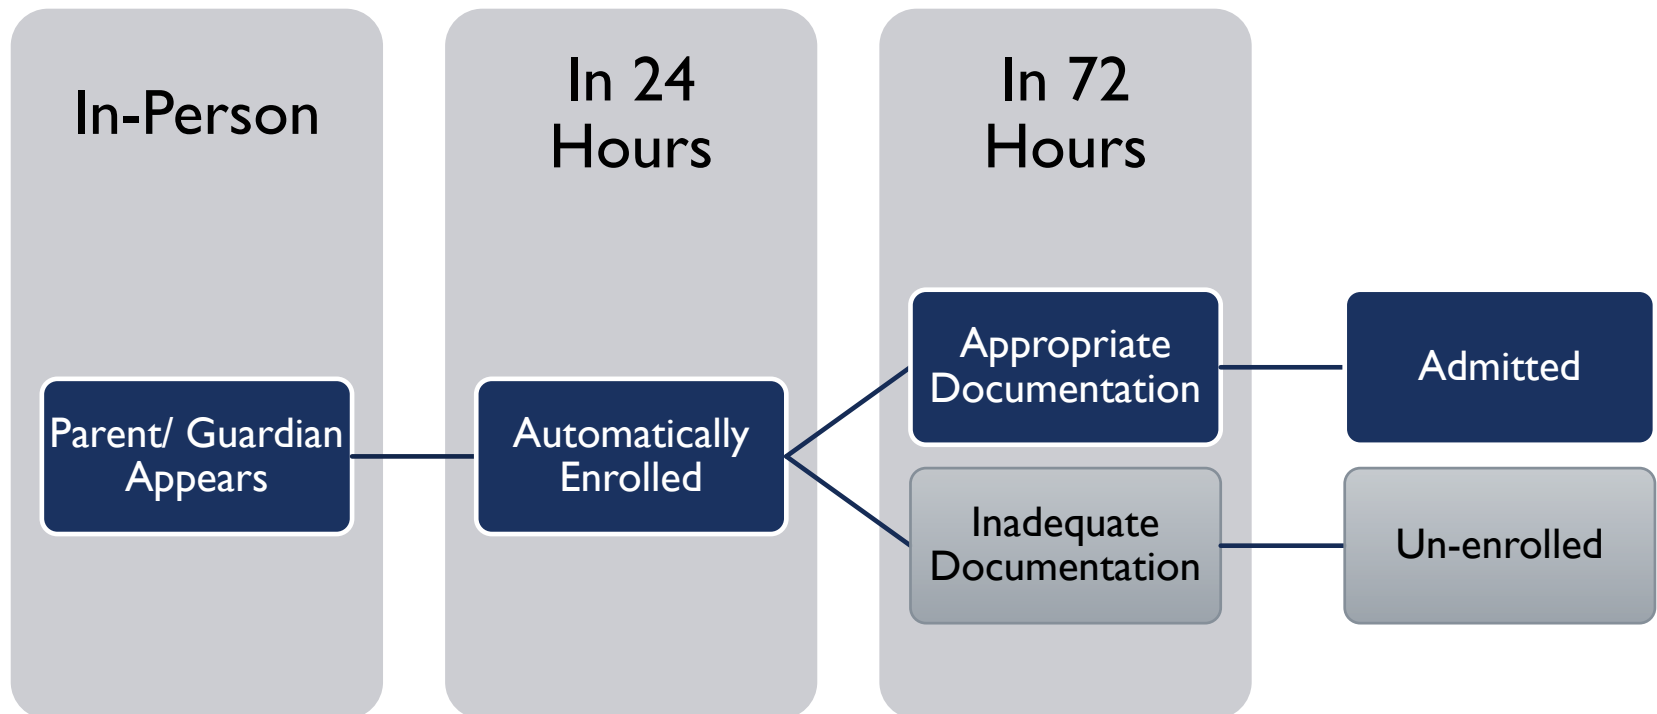 In-Person
In 24
Hours
In 72
Hours
Parent/ Guardian
Appears
Automatically
Enrolled
Appropriate
Documentation
Admitted
Inadequate
Documentation
Un-enrolled